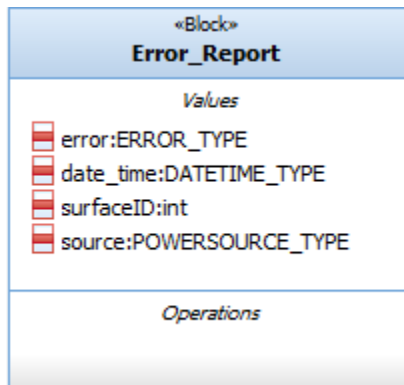 «Block»
Error_Report
Values
error:ERROR_TYPE
date_time:DATETIME_TYPE
surfaceID:int
source:POWERSOURCE_TYPE
Operations